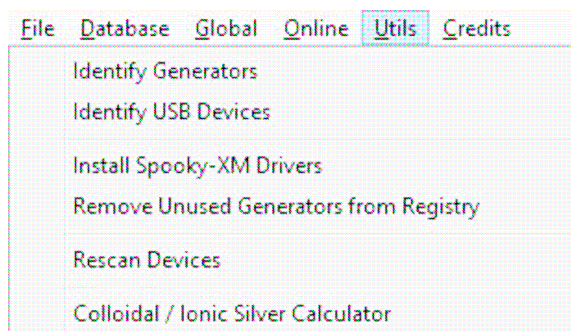 File Database Global Online Utils Credits
Identify Generators
Identify USB Devices
Install Spooky-XM Drivers
Remove Unused Generators from Registry
Rescan Devices
Colloidal / Ionic Silver Calculator